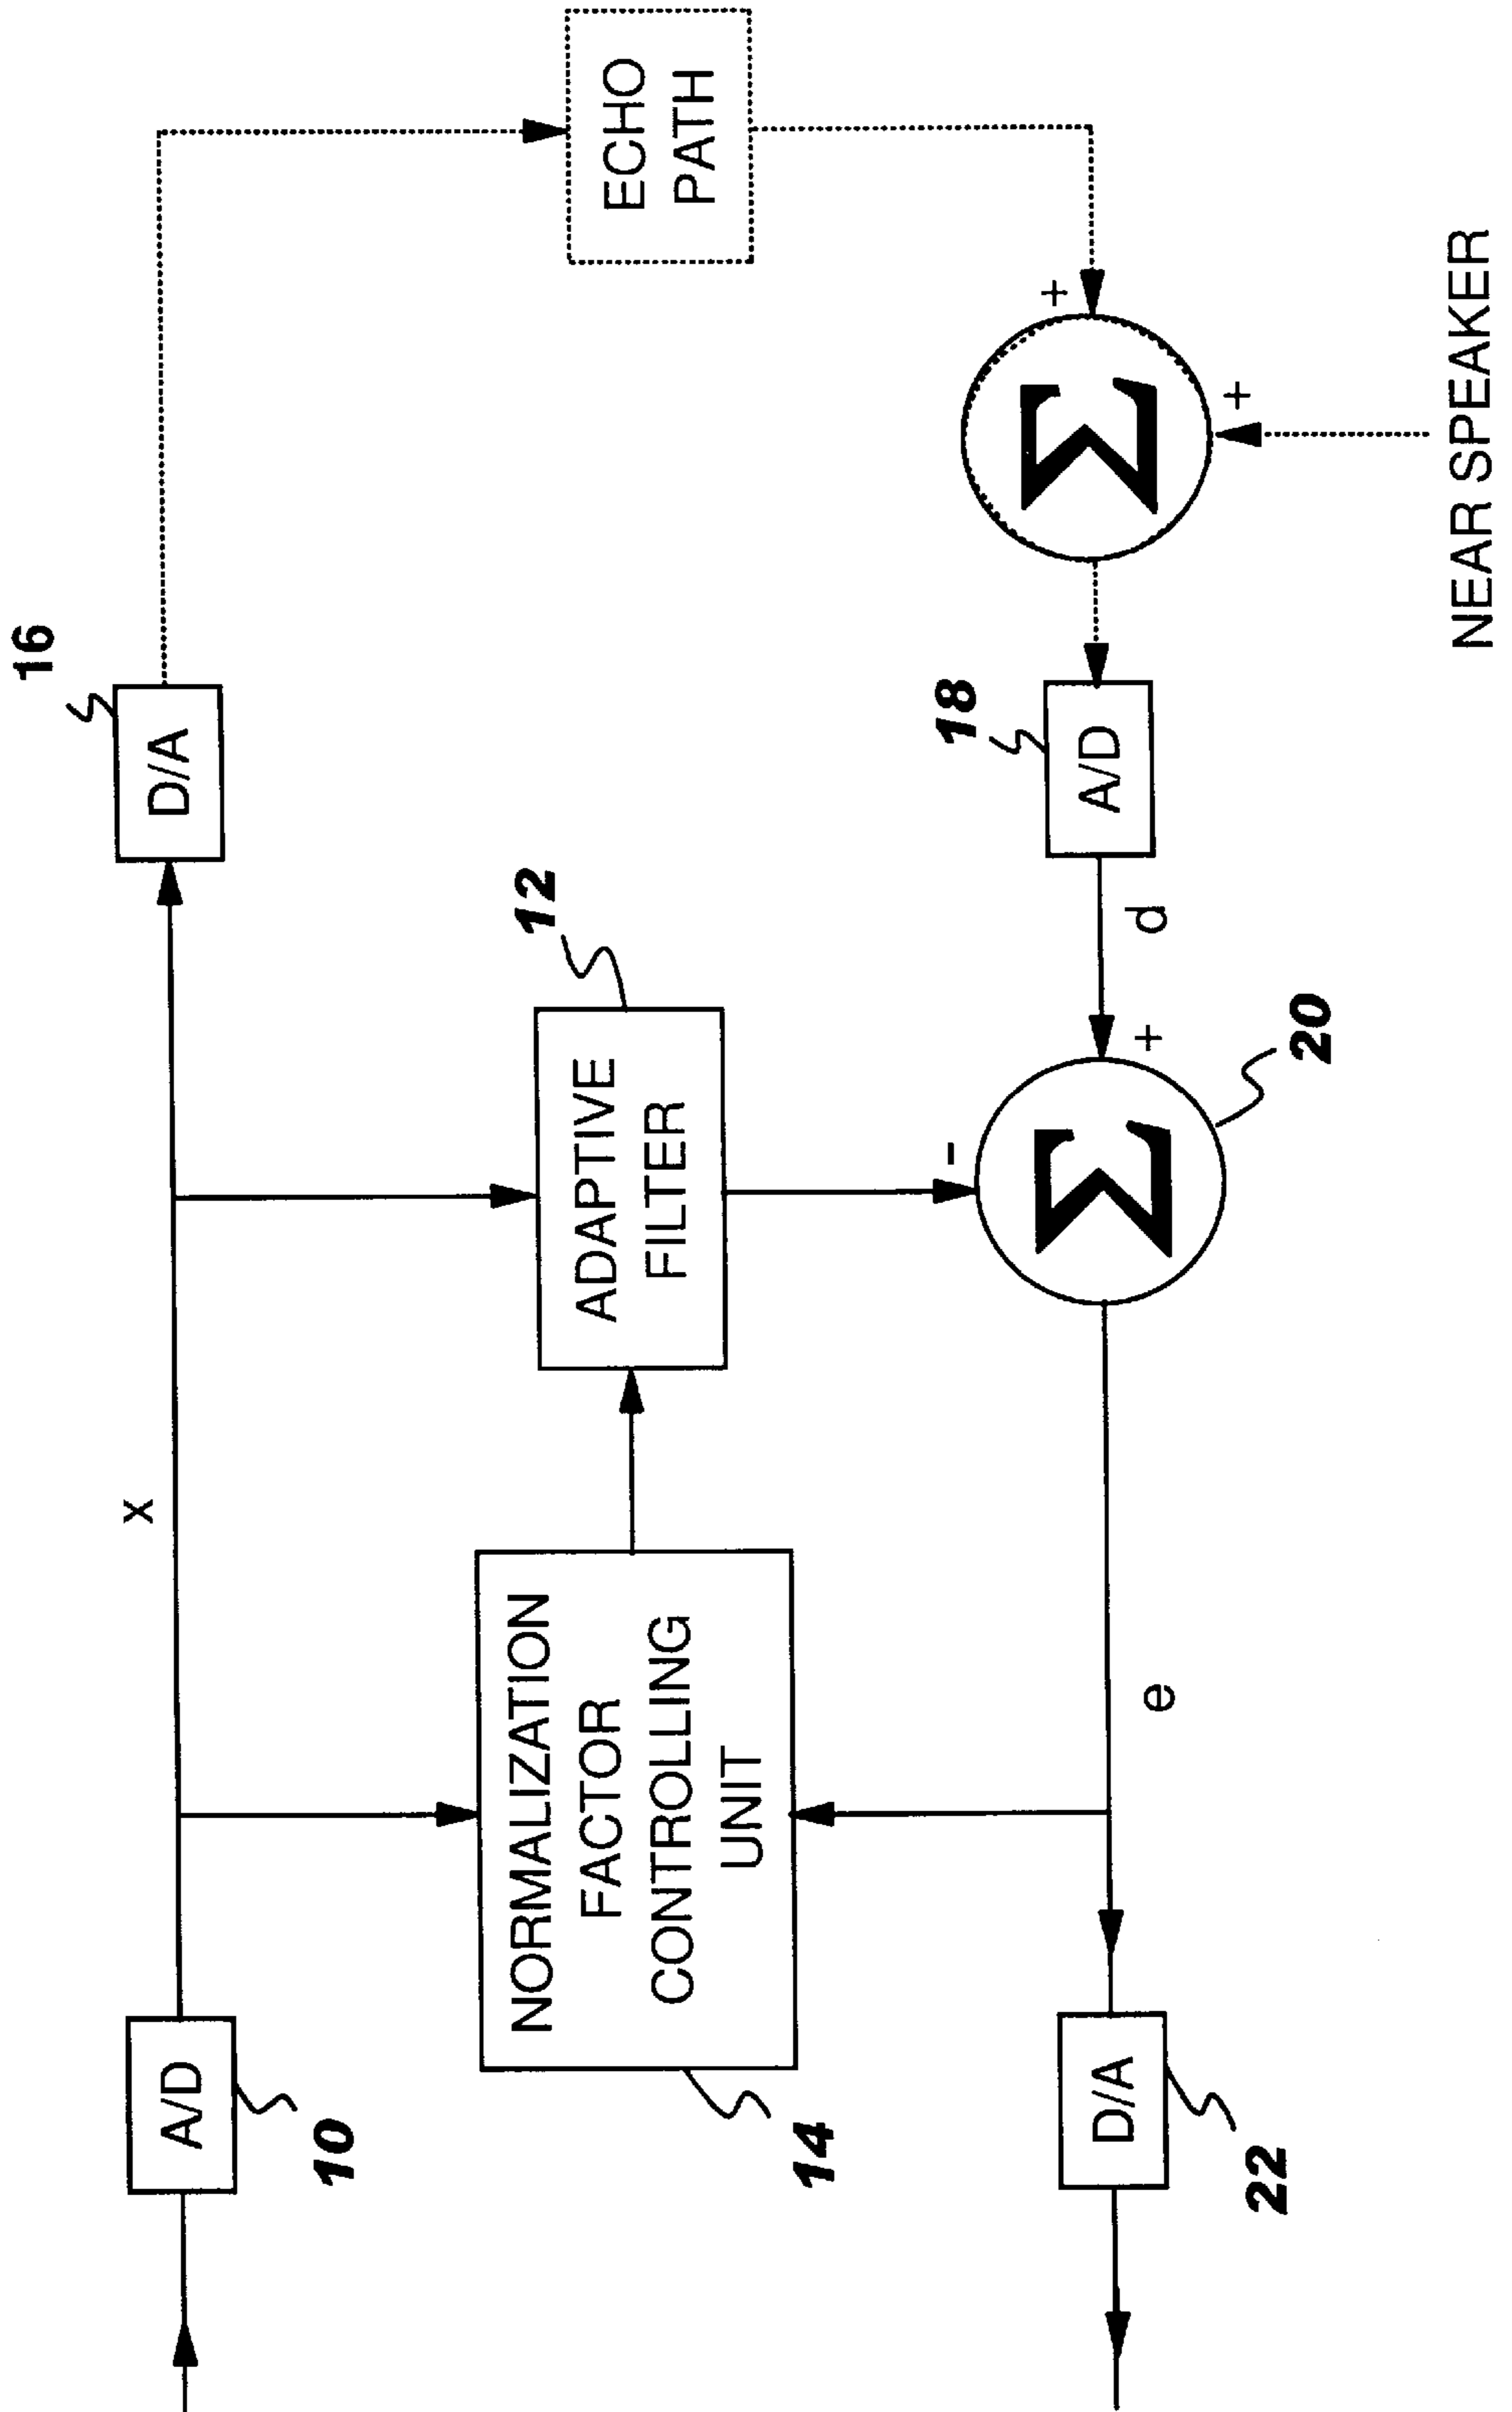 16
D/A
ECHO
PATH
x
A/D
10
12
ADAPTIVE
FILTER
NORMALIZATION
FACTOR
CONTROLLING
UNIT
14
+
Σ
+
NEAR SPEAKER
18
A/D
d
-
+
Σ
20
e
D/A
22